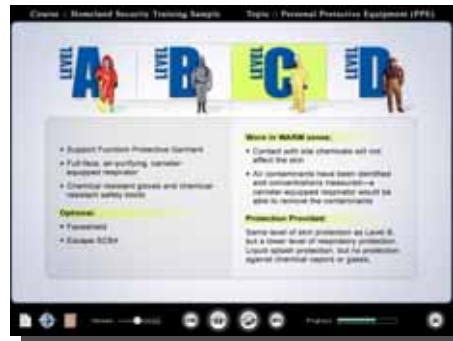 Course :: Homeland Security Training Sample
Topic :: Personal Protective Equipment (PPE)
LEVEL A
LEVEL B
LEVEL C
LEVEL D
• Support Function Protective Garment
• Full-face, air-purifying, canister-
equipped respirator
• Chemical resistant gloves and chemical-
resistant safety boots
Optional:
• Faceshield
• Escape SCBA
Worn in WARM zones:
• Contact with site chemicals will not
affect the skin
• Air contaminants have been identified
and concentrations measured—a
canister-equipped respirator would be
able to remove the contaminants
Protection Provided:
Same level of skin protection as Level B,
but a lower level of respiratory protection.
Liquid splash protection, but no protection
against chemical vapors or gases.
Progress